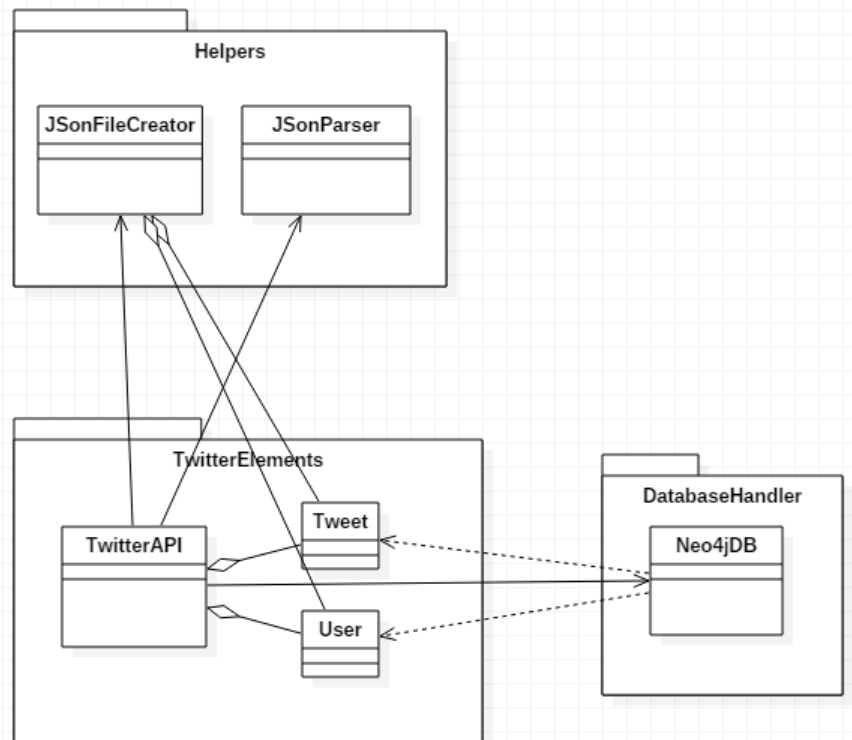 Helpers
JSonFileCreator
JSonParser
TwitterElements
TwitterAPI
Tweet
User
DatabaseHandler
Neo4jDB